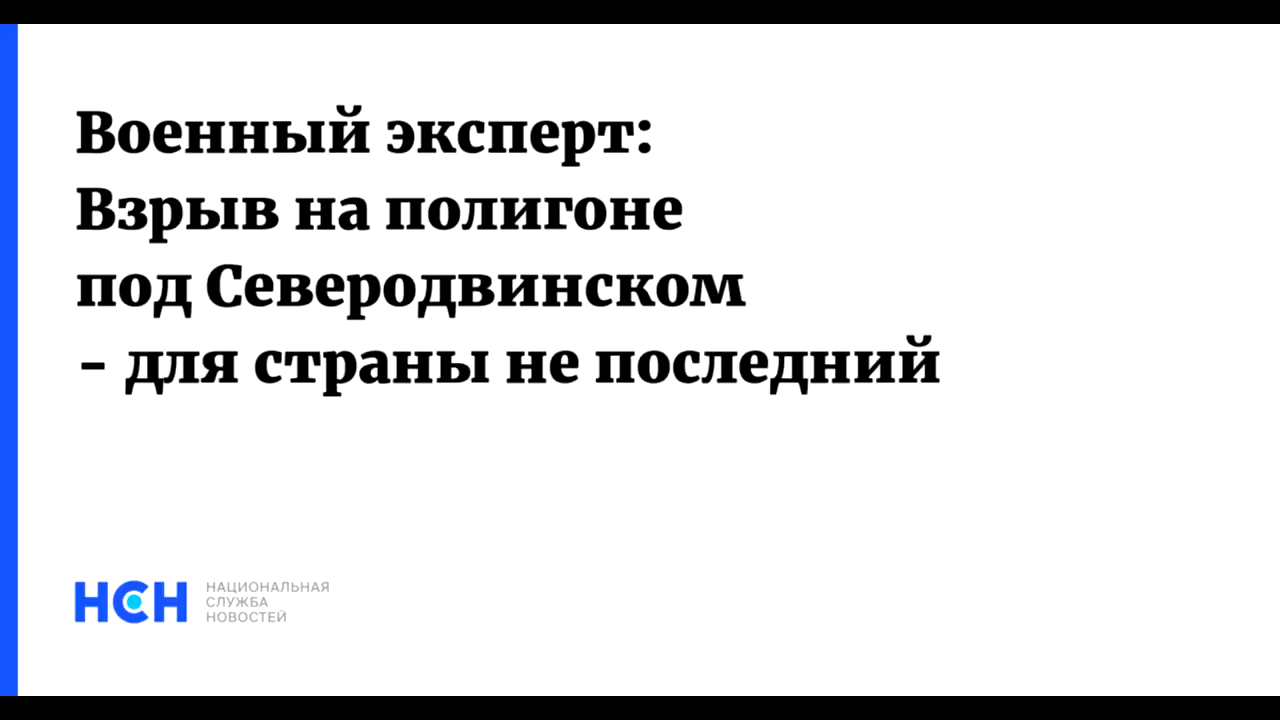 Военный эксперт:
Взрыв на полигоне
под Северодвинском
– для страны не последний
НСН
НАЦИОНАЛЬНАЯ
СЛУЖБА
НОВОСТЕЙ